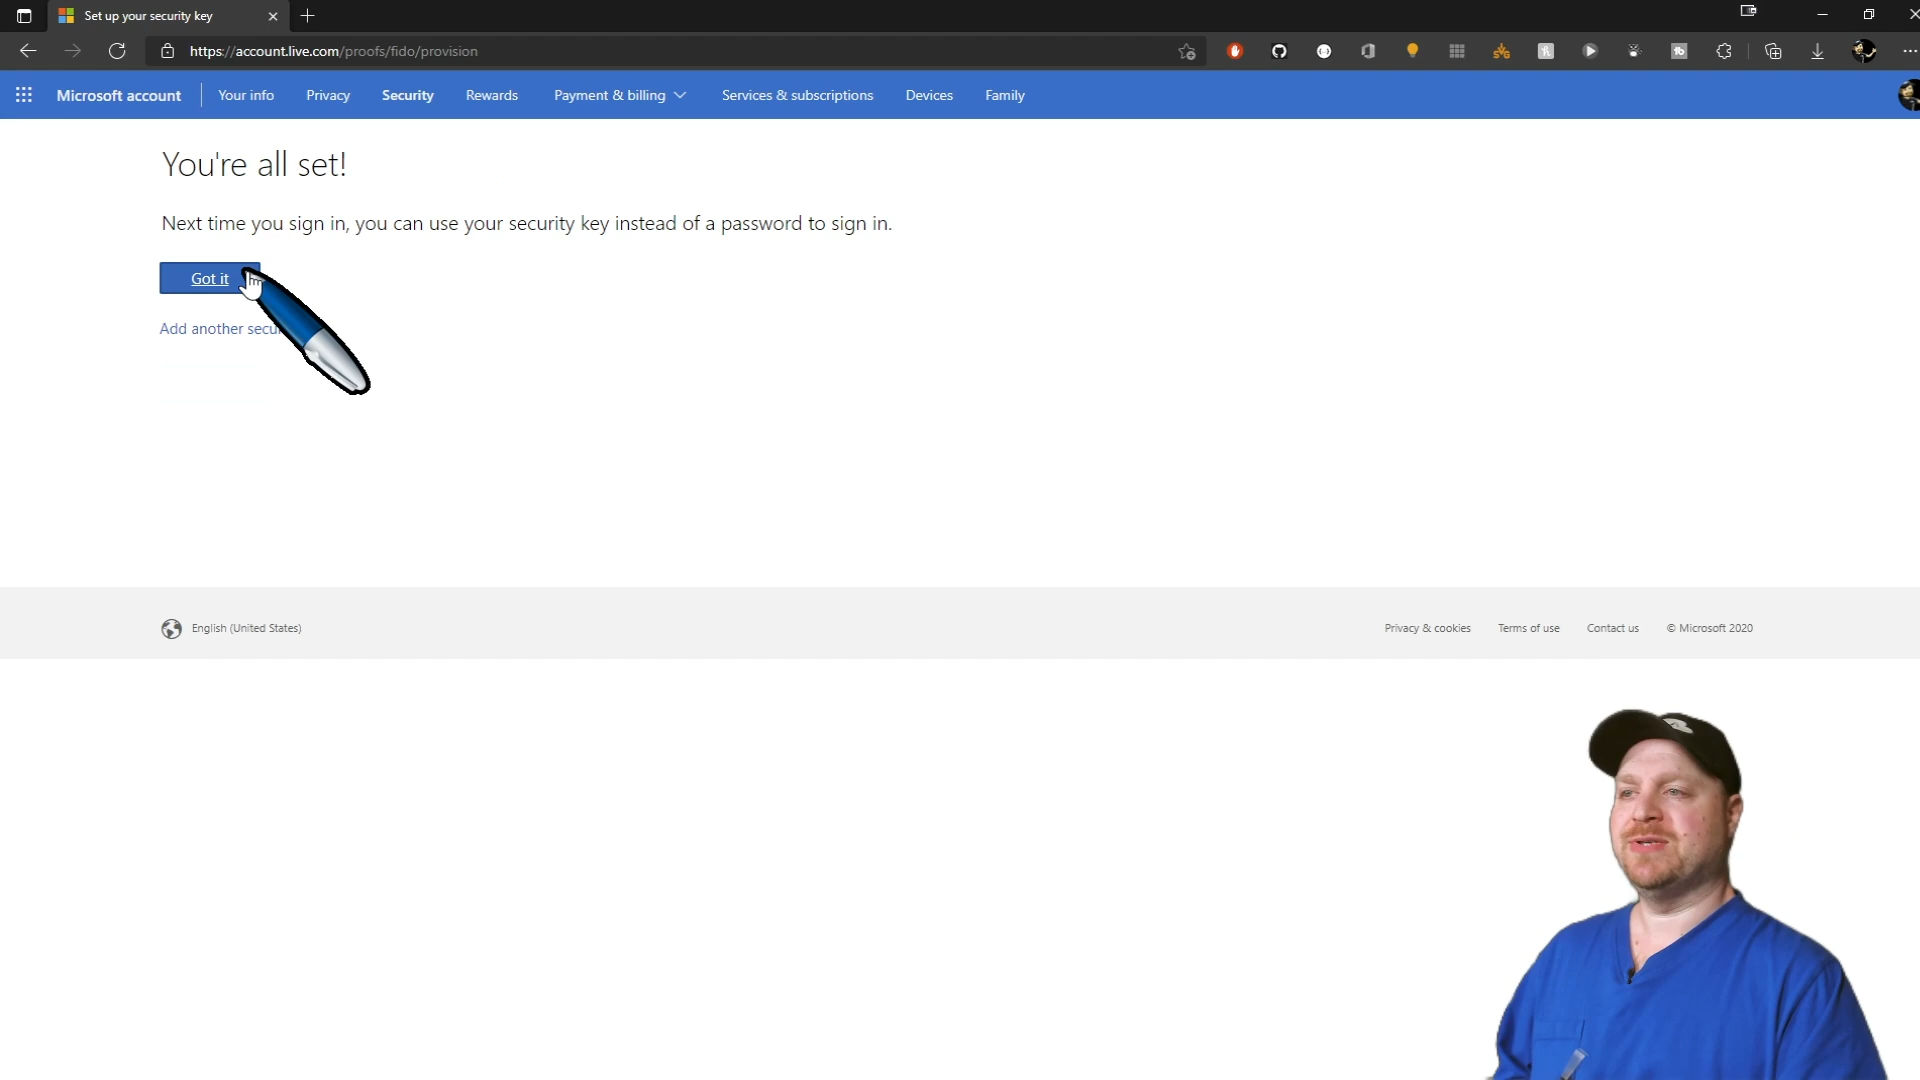 Set up your security key
https://account.live.com/proofs/fido/provision
Microsoft account
Your info
Privacy
Security
Rewards
Payment & billing
Services & subscriptions
Devices
Family
You're all set!
Next time you sign in, you can use your security key instead of a password to sign in.
Got it
Add another
English (United States)
Privacy & cookies
Terms of use
Contact us
© Microsoft 2020